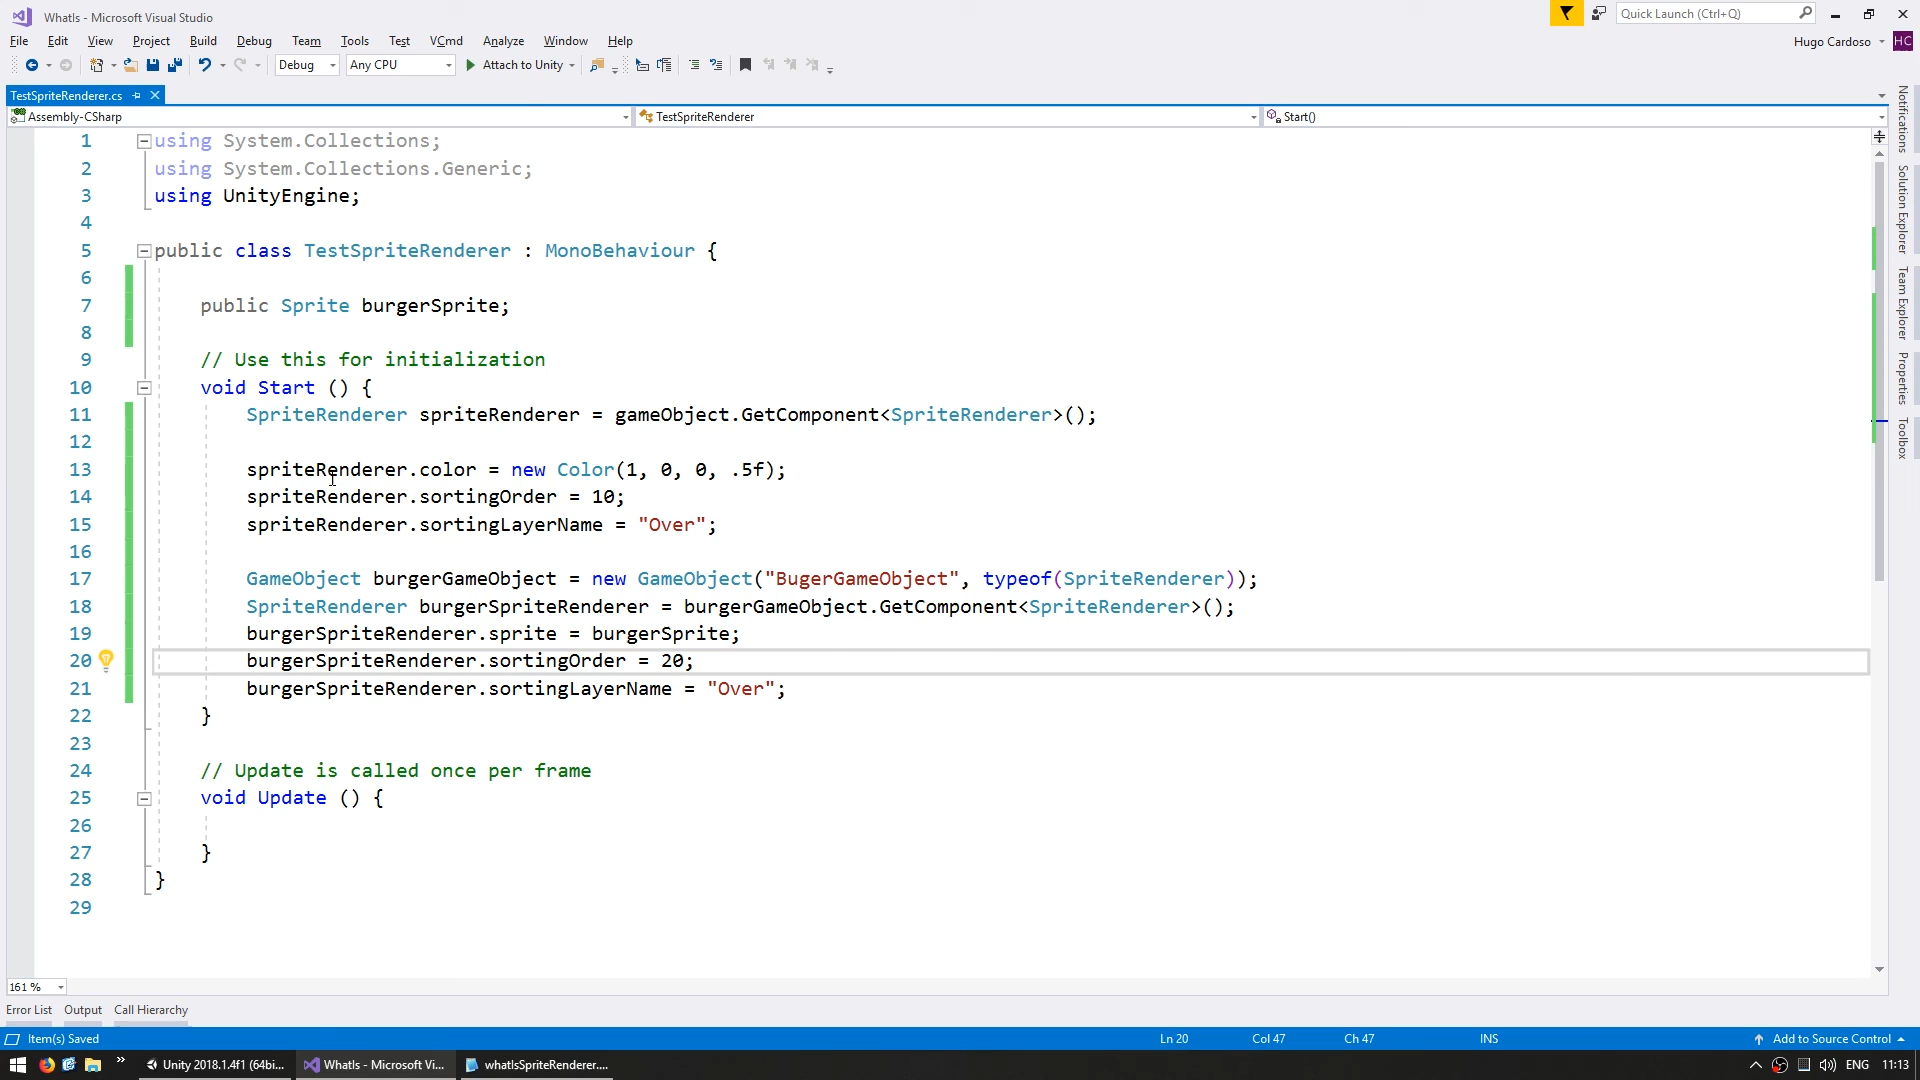 WhatIs - Microsoft Visual Studio
Quick Launch (Ctrl+Q)
File Edit View Project Build Debug Team Tools Test VCmd Analyze Window Help
Hugo Cardoso HC
Debug Any CPU Attach to Unity
TestSpriteRenderer.cs
Assembly-CSharp TestSpriteRenderer Start()
1 using System.Collections;
2 using System.Collections.Generic;
3 using UnityEngine;
4
5 public class TestSpriteRenderer : MonoBehaviour {
6
7 public Sprite burgerSprite;
8
9 // Use this for initialization
10 void Start () {
11 SpriteRenderer spriteRenderer = gameObject.GetComponent<SpriteRenderer>();
12
13 spriteRenderer.color = new Color(1, 0, 0, .5f);
14 spriteRenderer.sortingOrder = 10;
15 spriteRenderer.sortingLayerName = "Over";
16
17 GameObject burgerGameObject = new GameObject("BugerGameObject", typeof(SpriteRenderer));
18 SpriteRenderer burgerSpriteRenderer = burgerGameObject.GetComponent<SpriteRenderer>();
19 burgerSpriteRenderer.sprite = burgerSprite;
20 burgerSpriteRenderer.sortingOrder = 20;
21 burgerSpriteRenderer.sortingLayerName = "Over";
22 }
23
24 // Update is called once per frame
25 void Update () {
26
27 }
28 }
29
Notifications
Solution Explorer
Team Explorer
Properties
Toolbox
161 %
Error List Output Call Hierarchy
Item(s) Saved Ln 20 Col 47 Ch 47 INS Add to Source Control
Unity 2018.1.4f1 (64bi... WhatIs - Microsoft Vi... whatIsSpriteRenderer.... ENG 11:13